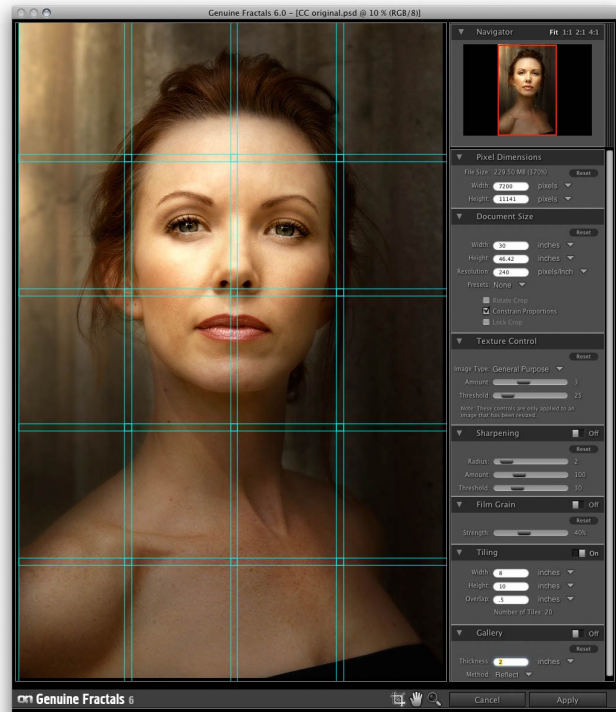 Genuine Fractals 6.0 – [CC original.psd @ 10 % (RGB/8)]
Navigator Fit 1:1 2:1 4:1
Pixel Dimensions
File Size: 229.50 MB (370%) Reset
Width: 7200 pixels
Height: 11141 pixels
Document Size
Reset
Width: 30 inches
Height: 46.42 inches
Resolution: 240 pixels/inch
Presets: None
Rotate Crop
Constrain Proportions
Lock Crop
Texture Control
Reset
Image Type: General Purpose
Amount: 3
Threshold: 25
Note: These controls are only applied to an
image that has been resized.
Sharpening Off
Reset
Radius: 2
Amount: 100
Threshold: 30
Film Grain Off
Reset
Strength: 40%
Tiling On
Width: 8 inches
Height: 10 inches
Overlap: .5 inches
Number of Tiles: 20
Gallery Off
Reset
Thickness: 2 inches
Method: Reflect
on Genuine Fractals 6
Cancel Apply